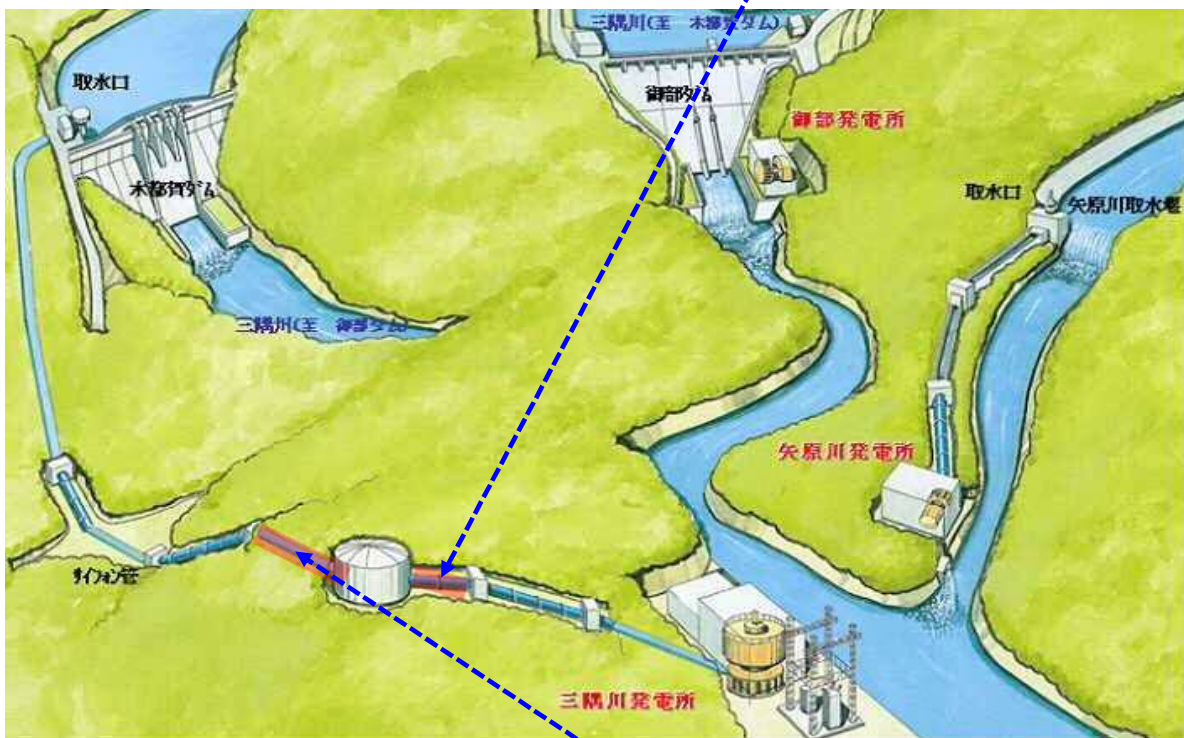 三隅川(至 木都賀ダム)
取水口
御部ダム
御部発電所
木都賀ダム
取水口
矢原川取水堰
三隅川(至 御部ダム)
矢原川発電所
サイフォン管
三隅川発電所